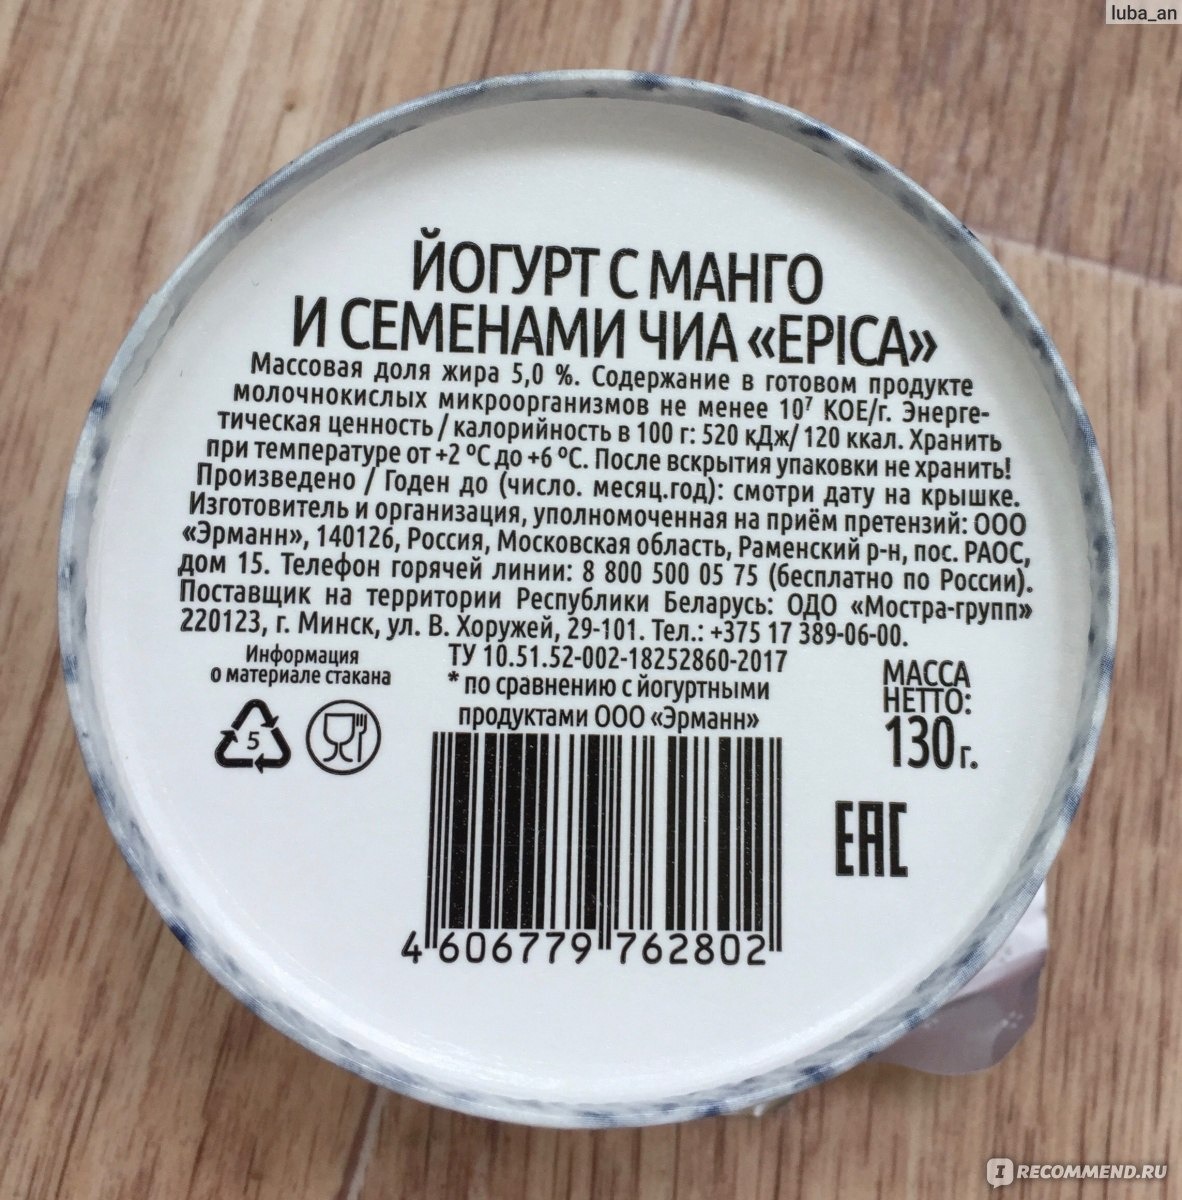 luba_an
ЙОГУРТ С МАНГО
И СЕМЕНАМИ ЧИА «EPICA»
Массовая доля жира 5,0 %. Содержание в готовом продукте
молочнокислых микроорганизмов не менее 10⁷ КОЕ/г. Энерге-
тическая ценность / калорийность в 100 г: 520 кДж/ 120 ккал. Хранить
при температуре от +2 °С до +6 °С. После вскрытия упаковки не хранить!
Произведено / Годен до (число. месяц.год): смотри дату на крышке.
Изготовитель и организация, уполномоченная на приём претензий: ООО
«Эрманн», 140126, Россия, Московская область, Раменский р-н, пос. РАОС,
дом 15. Телефон горячей линии: 8 800 500 05 75 (бесплатно по России).
Поставщик на территории Республики Беларусь: ОДО «Мостра-групп»
220123, г. Минск, ул. В. Хоружей, 29-101. Тел.: +375 17 389-06-00.
Информация
о материале стакана
5
ТУ 10.51.52-002-18252860-2017
* по сравнению с йогуртными
продуктами ООО «Эрманн»
МАССА
НЕТТО:
130 г.
EAC
4 606779 762802
IRECOMMEND.RU